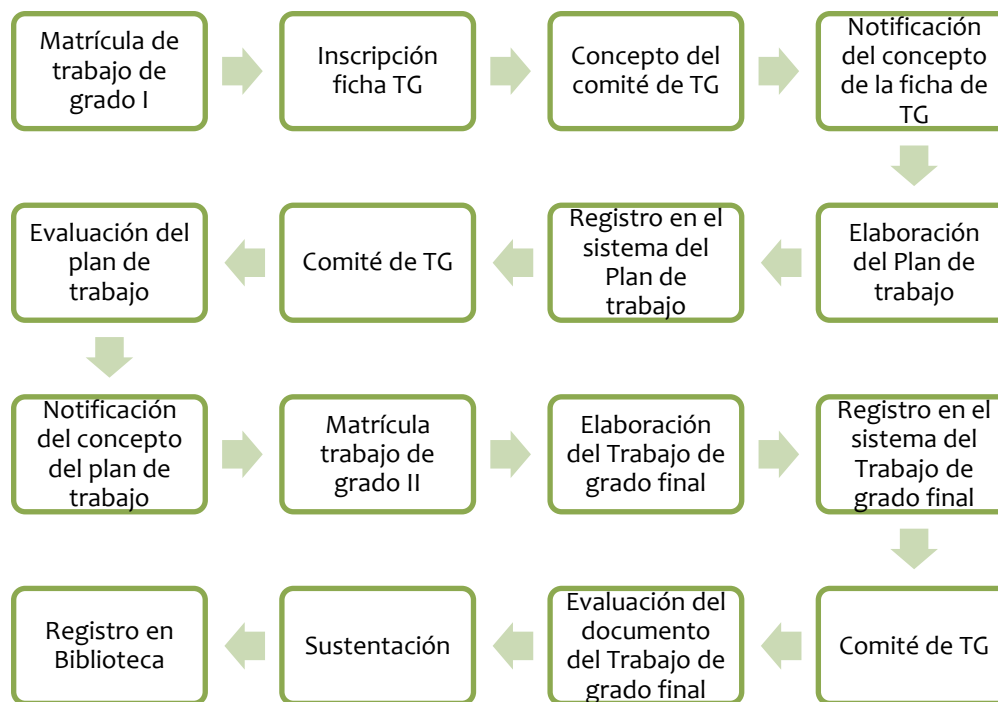 Matrícula de
trabajo de
grado I
Inscripción
ficha TG
Concepto del
comité de TG
Notificación
del concepto
de la ficha de
TG
Elaboración
del Plan de
trabajo
Registro en el
sistema del
Plan de
trabajo
Comité de TG
Evaluación del
plan de
trabajo
Notificación
del concepto
del plan de
trabajo
Matrícula
trabajo de
grado II
Elaboración
del Trabajo de
grado final
Registro en el
sistema del
Trabajo de
grado final
Comité de TG
Evaluación del
documento
del Trabajo de
grado final
Sustentación
Registro en
Biblioteca